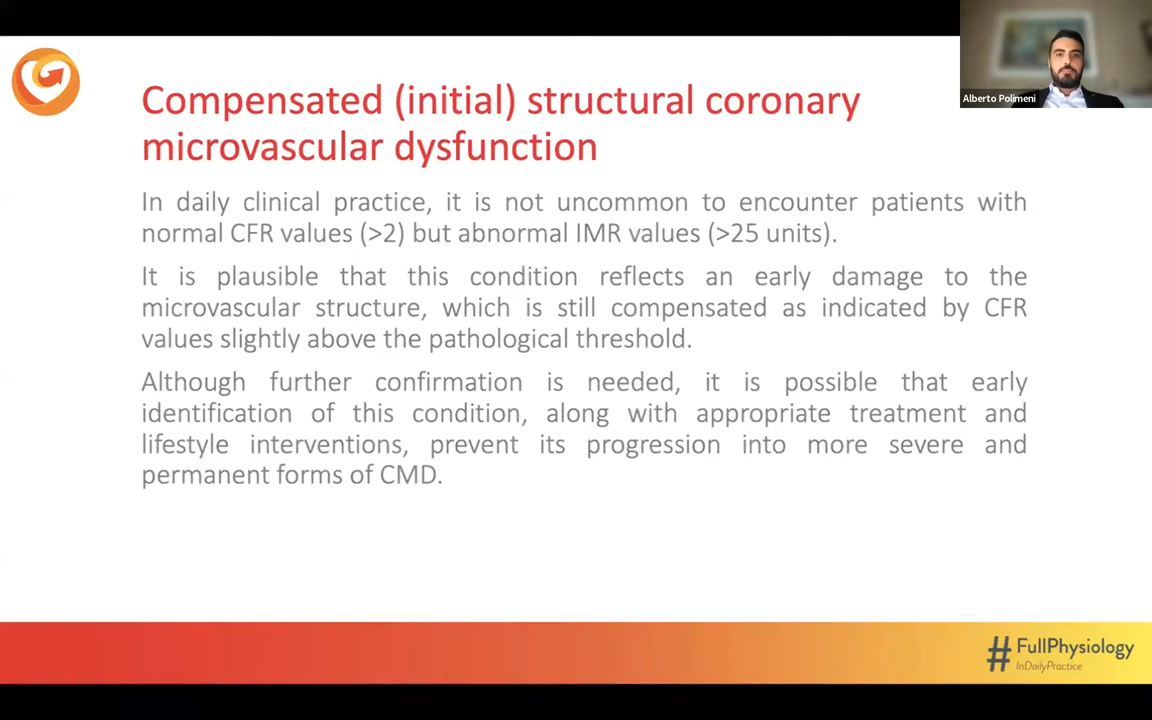 Alberto Polimeni
Compensated (initial) structural coronary
microvascular dysfunction
In daily clinical practice, it is not uncommon to encounter patients with
normal CFR values (>2) but abnormal IMR values (>25 units).
It is plausible that this condition reflects an early damage to the
microvascular structure, which is still compensated as indicated by CFR
values slightly above the pathological threshold.
Although further confirmation is needed, it is possible that early
identification of this condition, along with appropriate treatment and
lifestyle interventions, prevent its progression into more severe and
permanent forms of CMD.
#FullPhysiology
InDailyPractice